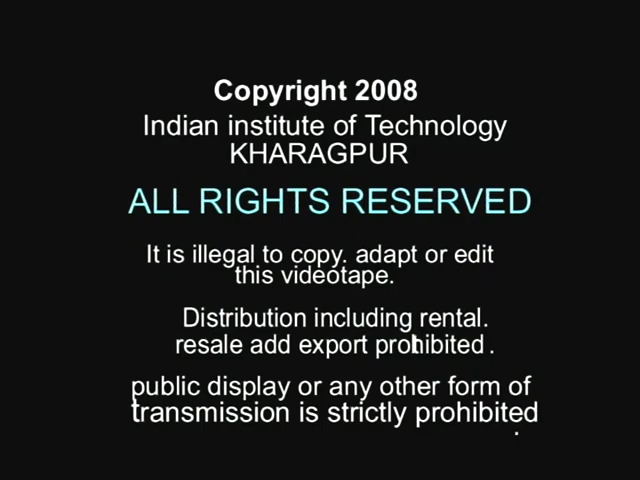 Copyright 2008
Indian institute of Technology
KHARAGPUR
ALL RIGHTS RESERVED
It is illegal to copy. adapt or edit
this videotape.
Distribution including rental.
resale add export prohibited .
public display or any other form of
transmission is strictly prohibited
.